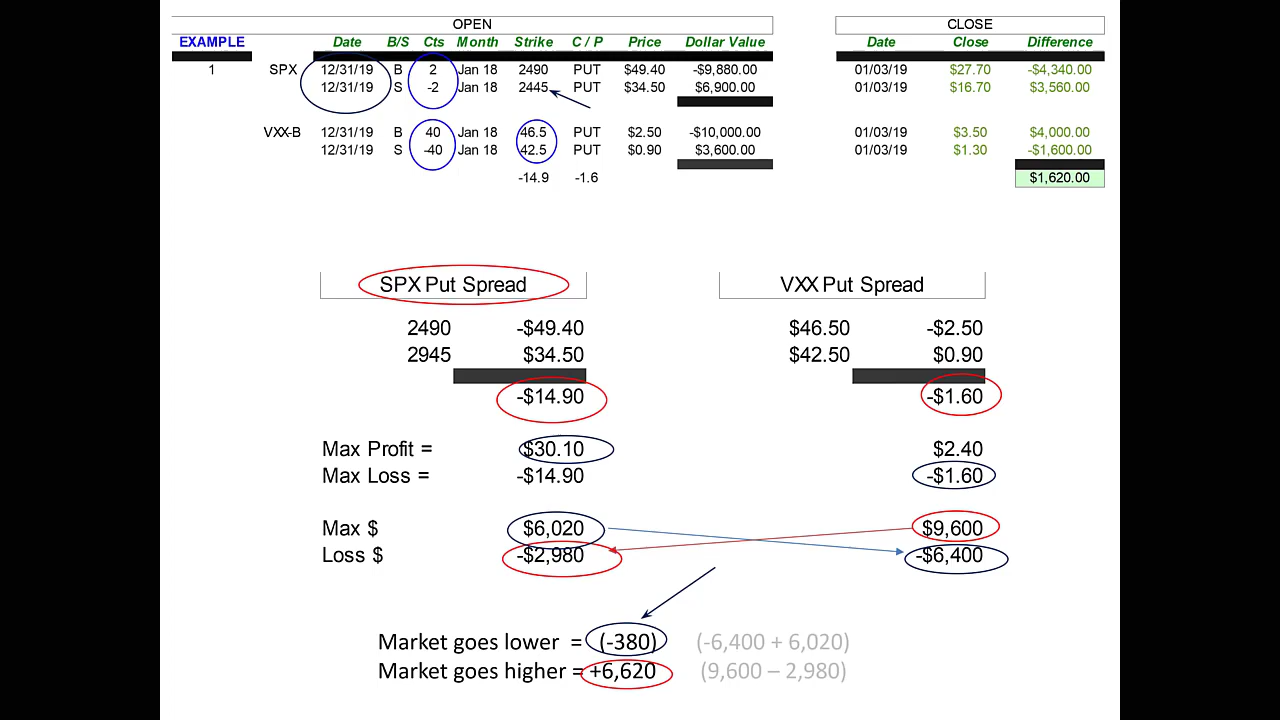 OPEN CLOSE
EXAMPLE Date B/S Cts Month Strike C / P Price Dollar Value Date Close Difference
1 SPX 12/31/19 B 2 Jan 18 2490 PUT $49.40 -$9,880.00 01/03/19 $27.70 -$4,340.00
12/31/19 S -2 Jan 18 2445 PUT $34.50 $6,900.00 01/03/19 $16.70 $3,560.00
VXX-B 12/31/19 B 40 Jan 18 46.5 PUT $2.50 -$10,000.00 01/03/19 $3.50 $4,000.00
12/31/19 S -40 Jan 18 42.5 PUT $0.90 $3,600.00 01/03/19 $1.30 -$1,600.00
-14.9 -1.6 $1,620.00
SPX Put Spread VXX Put Spread
2490 -$49.40 $46.50 -$2.50
2945 $34.50 $42.50 $0.90
-$14.90 -$1.60
Max Profit = $30.10 $2.40
Max Loss = -$14.90 -$1.60
Max $ $6,020 $9,600
Loss $ -$2,980 -$6,400
Market goes lower = (-380) (-6,400 + 6,020)
Market goes higher = +6,620 (9,600 – 2,980)